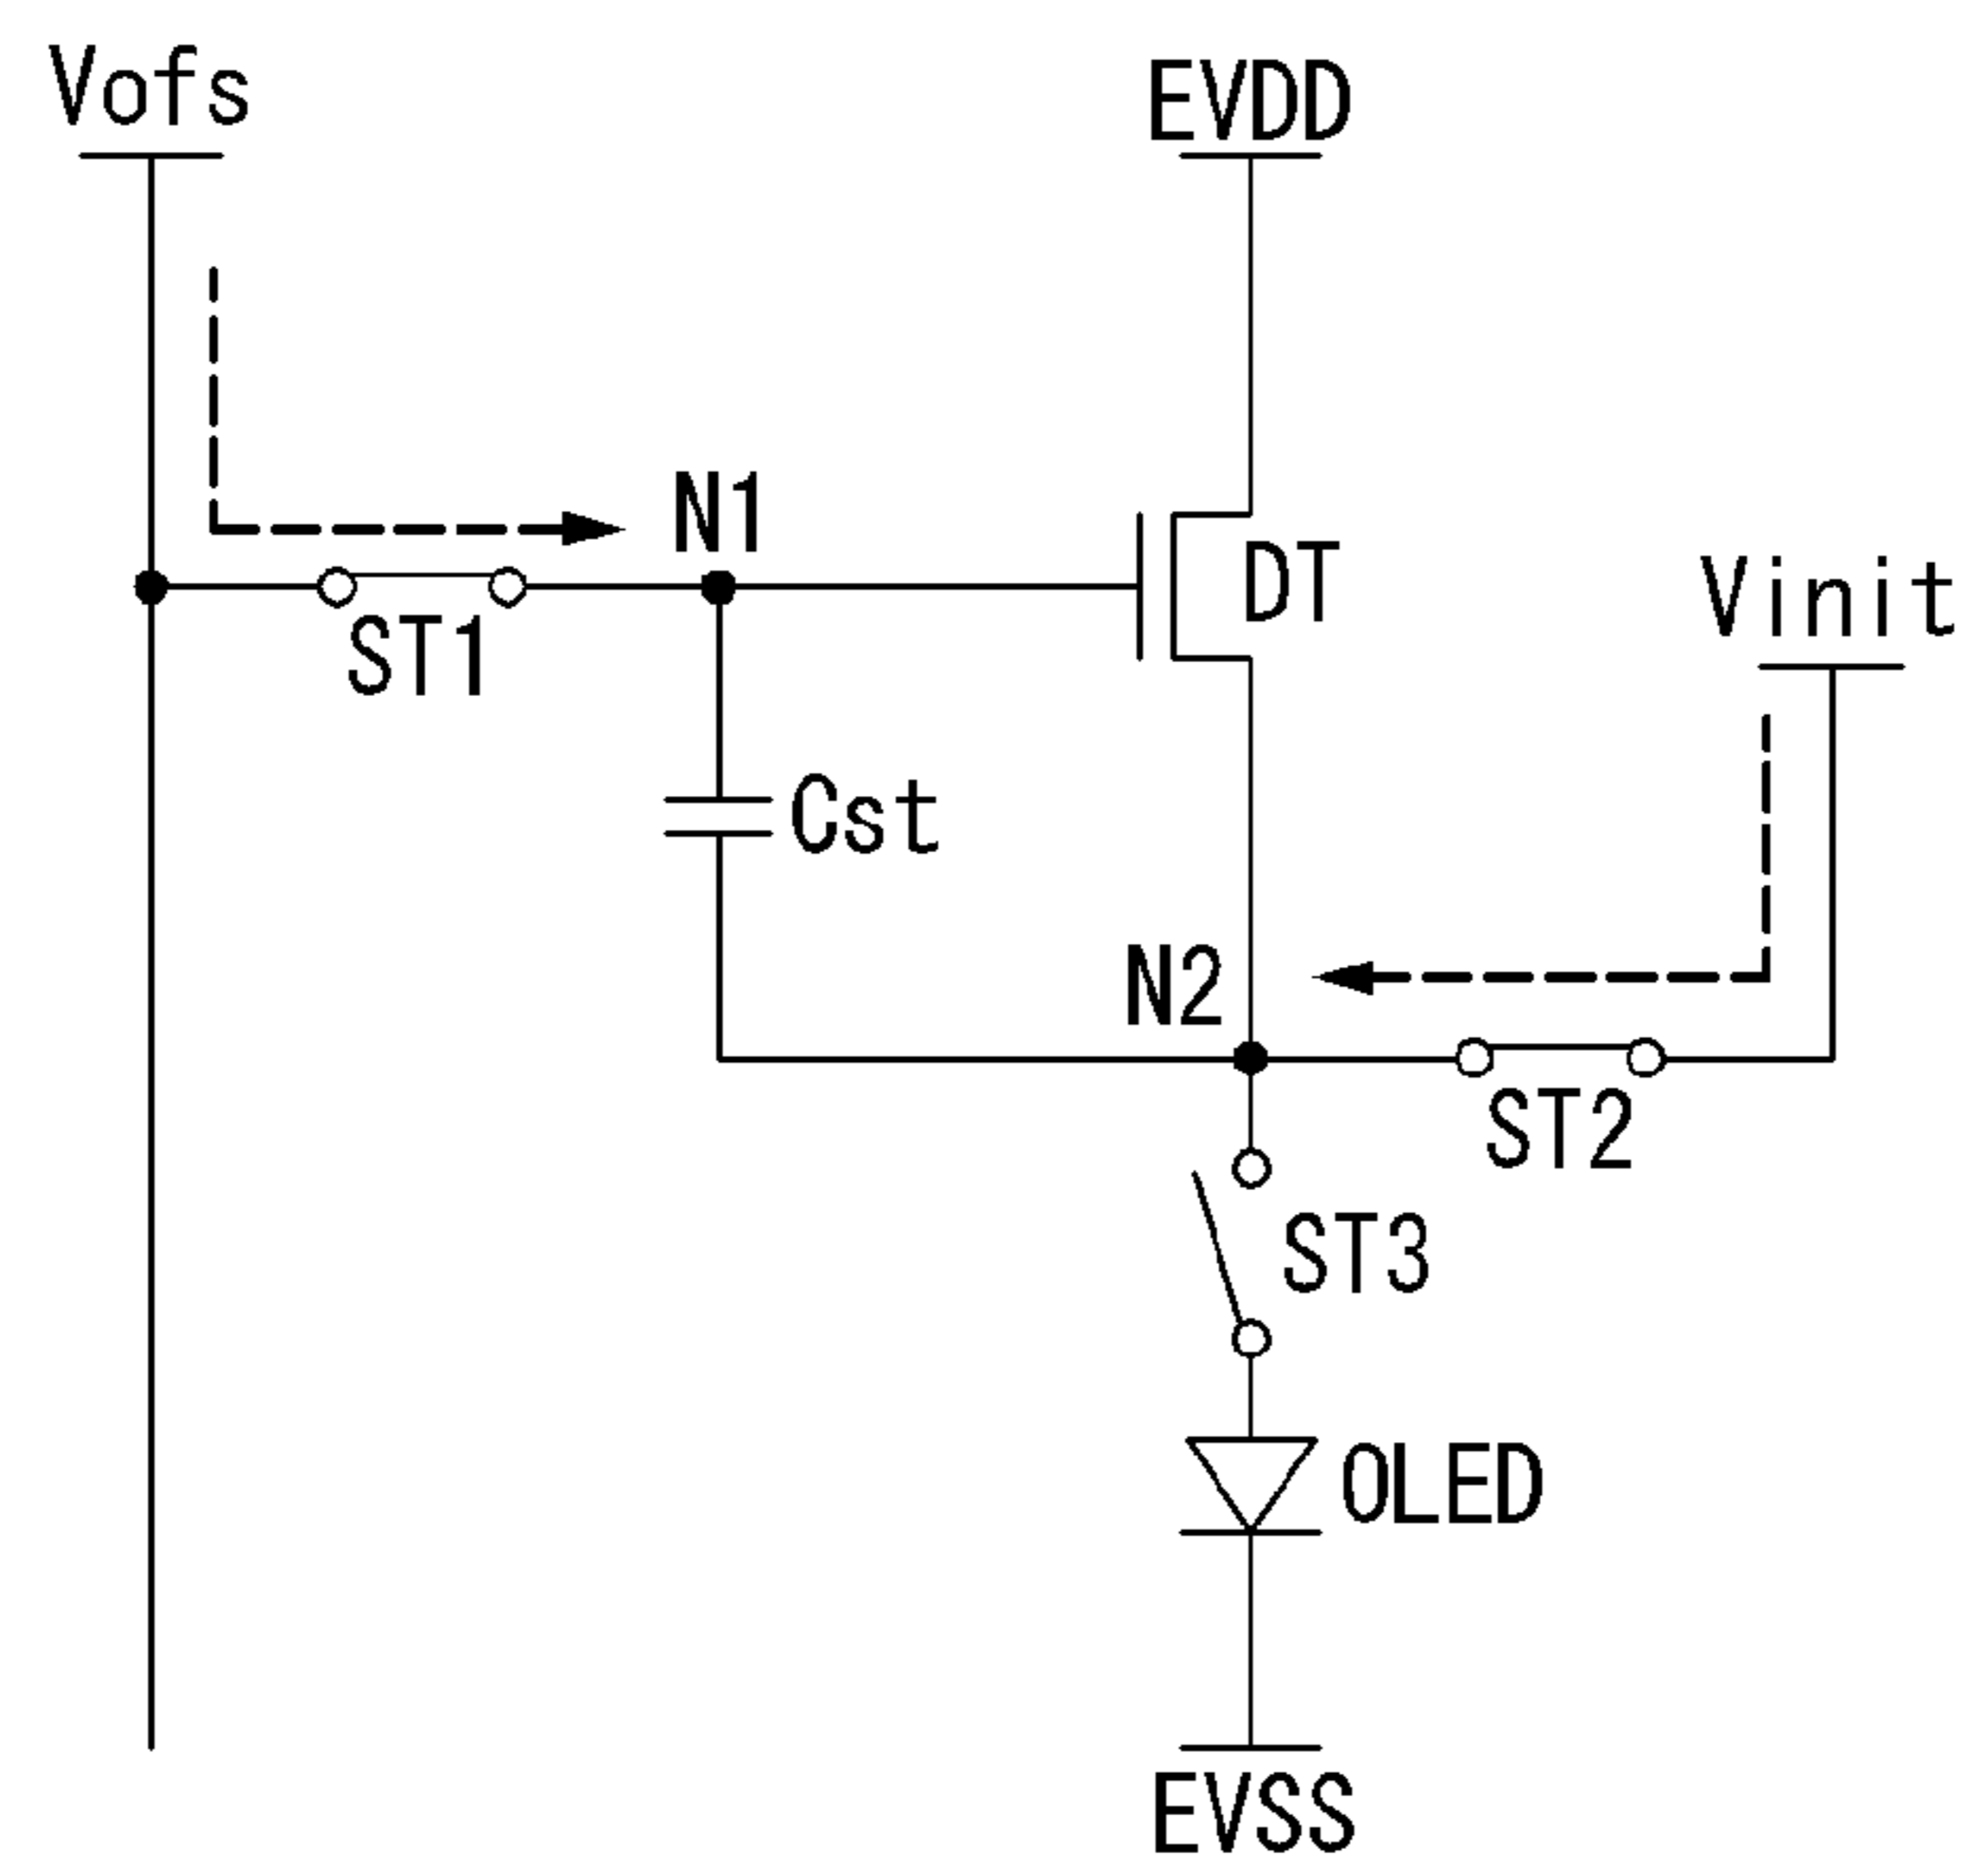 Vofs
EVDD
N1
DT
Vinit
ST1
Cst
N2
ST2
ST3
OLED
EVSS